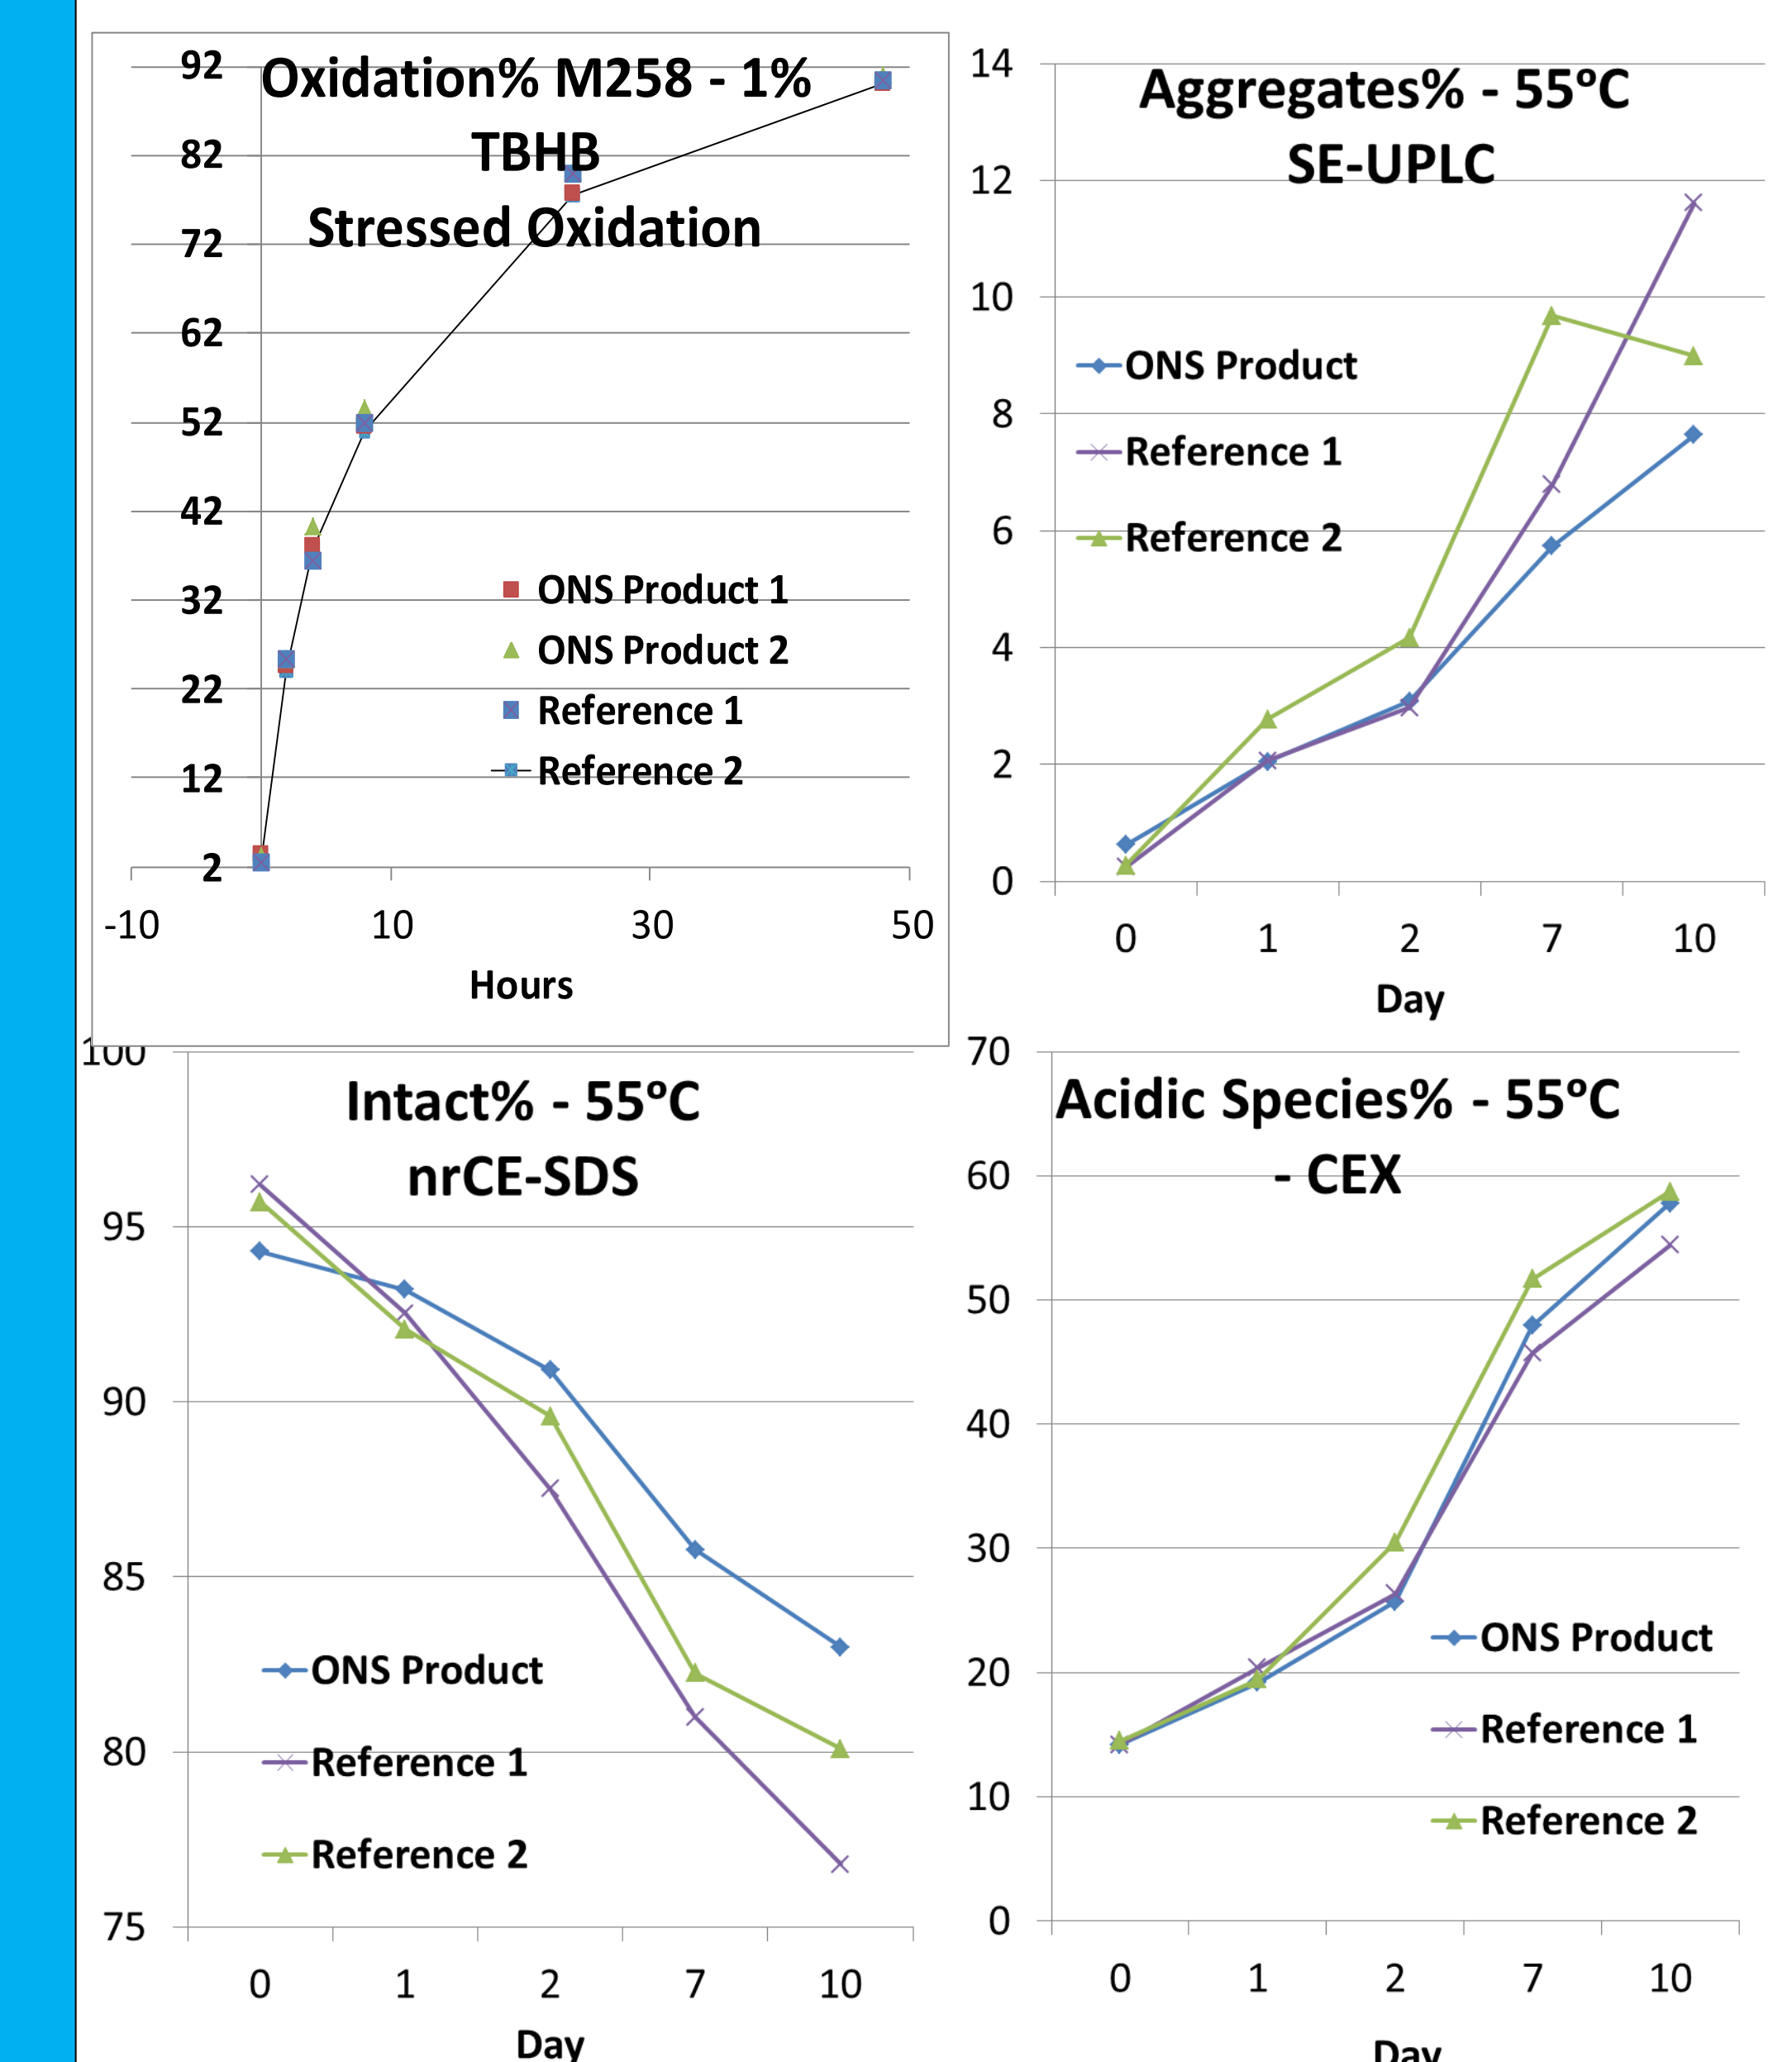 Oxidation% M258 - 1%
TBHB
Stressed Oxidation
92
82
72
62
52
42
32
22
12
2
ONS Product 1
ONS Product 2
Reference 1
Reference 2
-10 10 30 50
Hours
Aggregates% - 55ºC
SE-UPLC
14
12
10
8
6
4
2
0
ONS Product
Reference 1
Reference 2
0 1 2 7 10
Day
Intact% - 55ºC
nrCE-SDS
100
95
90
85
80
75
ONS Product
Reference 1
Reference 2
0 1 2 7 10
Day
Acidic Species% - 55ºC
- CEX
70
60
50
40
30
20
10
0
ONS Product
Reference 1
Reference 2
0 1 2 7 10
Day